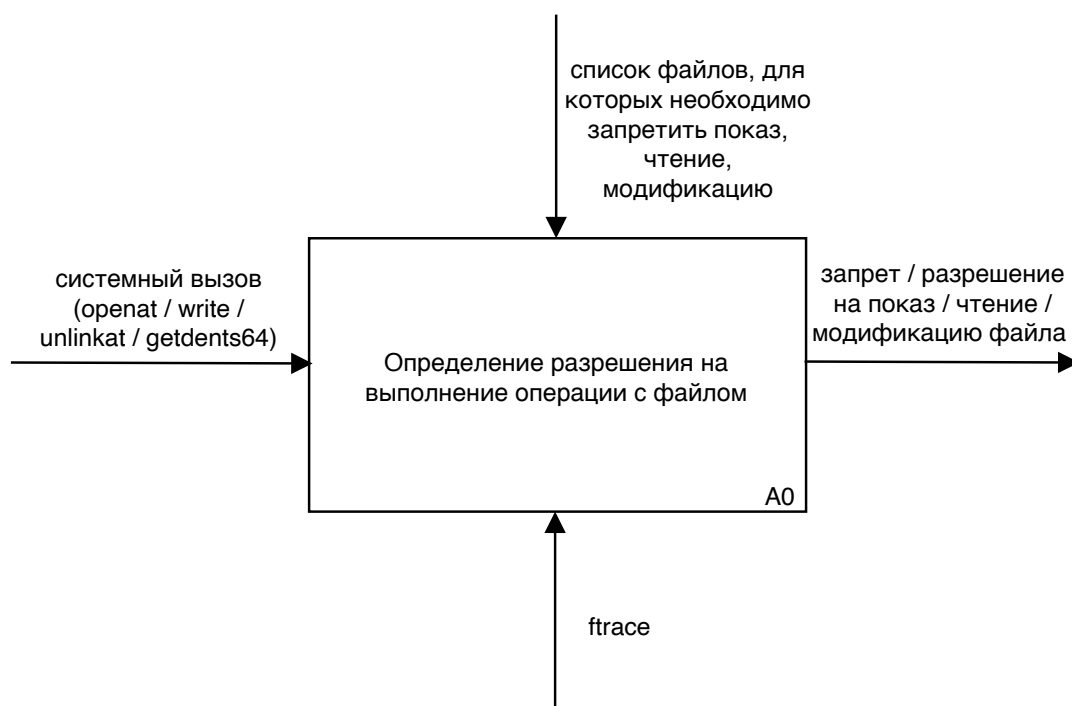 список файлов, для
которых необходимо
запретить показ,
чтение,
модификацию
системный вызов
(openat / write /
unlinkat / getdents64)
запрет / разрешение
на показ / чтение /
модификацию файла
Определение разрешения на
выполнение операции с файлом
A0
ftrace